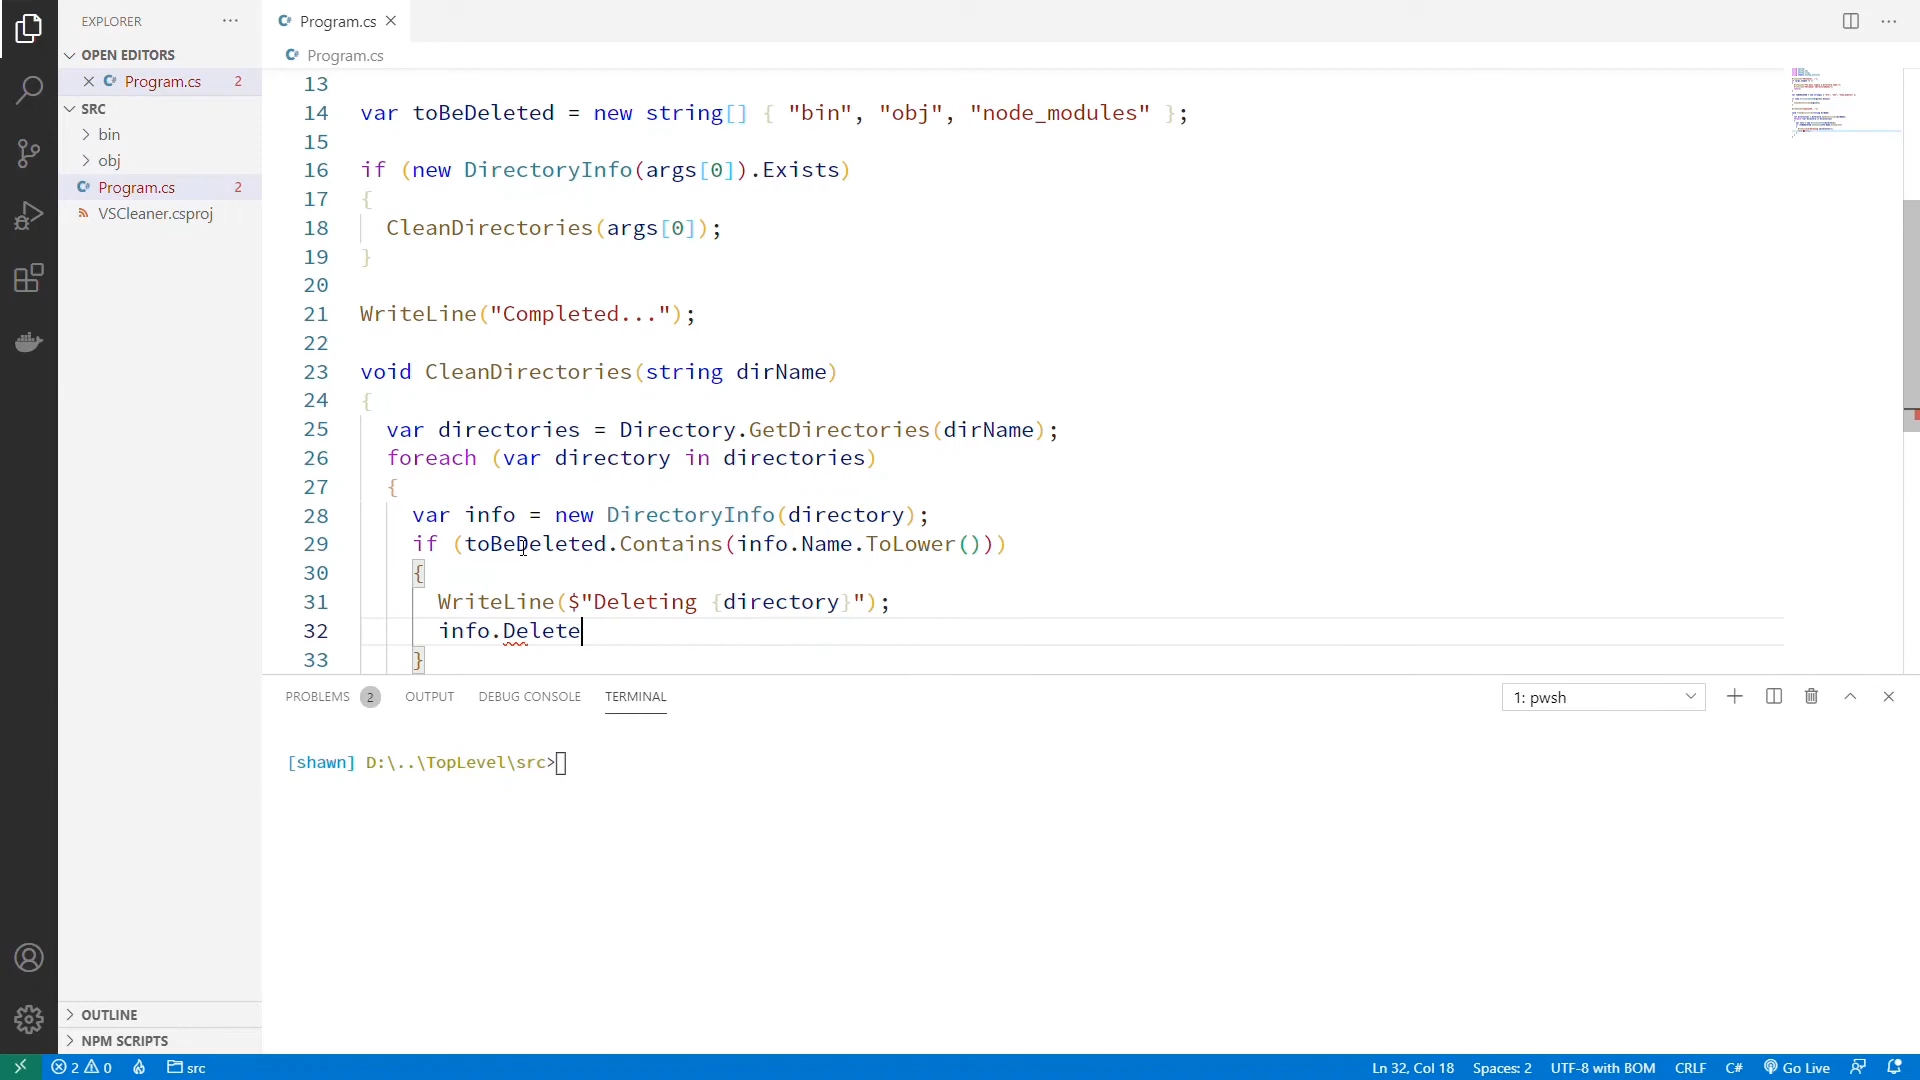 EXPLORER
OPEN EDITORS
Program.cs 2
SRC
bin
obj
Program.cs 2
VSCleaner.csproj
OUTLINE
NPM SCRIPTS
Program.cs
Program.cs
13
14 var toBeDeleted = new string[] { "bin", "obj", "node_modules" };
15
16 if (new DirectoryInfo(args[0]).Exists)
17 {
18 CleanDirectories(args[0]);
19 }
20
21 WriteLine("Completed...");
22
23 void CleanDirectories(string dirName)
24 {
25 var directories = Directory.GetDirectories(dirName);
26 foreach (var directory in directories)
27 {
28 var info = new DirectoryInfo(directory);
29 if (toBeDeleted.Contains(info.Name.ToLower()))
30 {
31 WriteLine($"Deleting {directory}");
32 info.Delete
33 }
PROBLEMS 2 OUTPUT DEBUG CONSOLE TERMINAL 1: pwsh
[shawn] D:\..\TopLevel\src>
2 0 src Ln 32, Col 18 Spaces: 2 UTF-8 with BOM CRLF C# Go Live